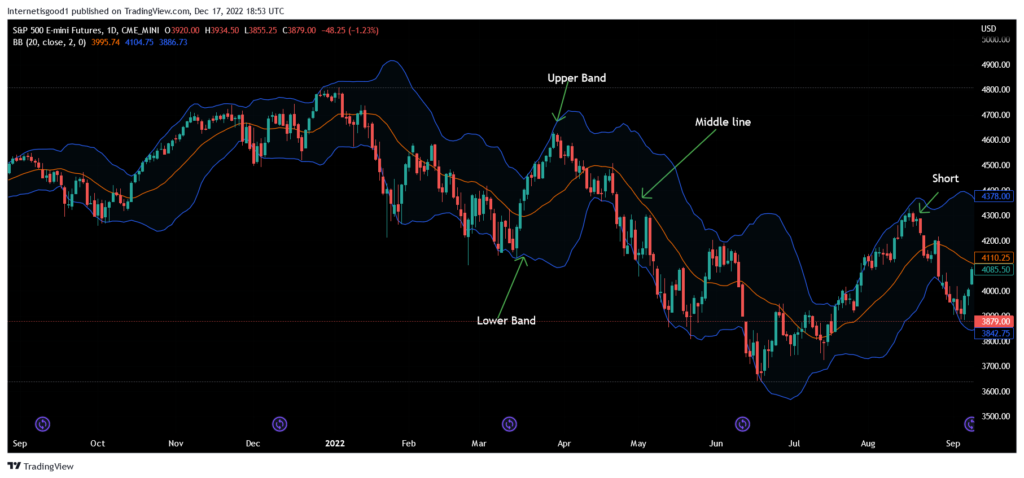 Internetisgood1 published on TradingView.com, Dec 17, 2022 18:53 UTC
S&P 500 E-mini Futures, 1D, CME_MINI O3920.00 H3934.50 L3855.25 C3879.00 -48.25 (-1.23%)
BB (20, close, 2, 0) 3995.74 4104.75 3886.73
USD
5000.00
4900.00
4800.00
4700.00
4600.00
4500.00
4400.00
4378.00
4300.00
4200.00
4110.25
4085.50
4000.00
3879.00
3842.75
3800.00
3700.00
3600.00
3500.00
Upper Band
Middle line
Short
Lower Band
Sep Oct Nov Dec 2022 Feb Mar Apr May Jun Jul Aug Sep
TradingView